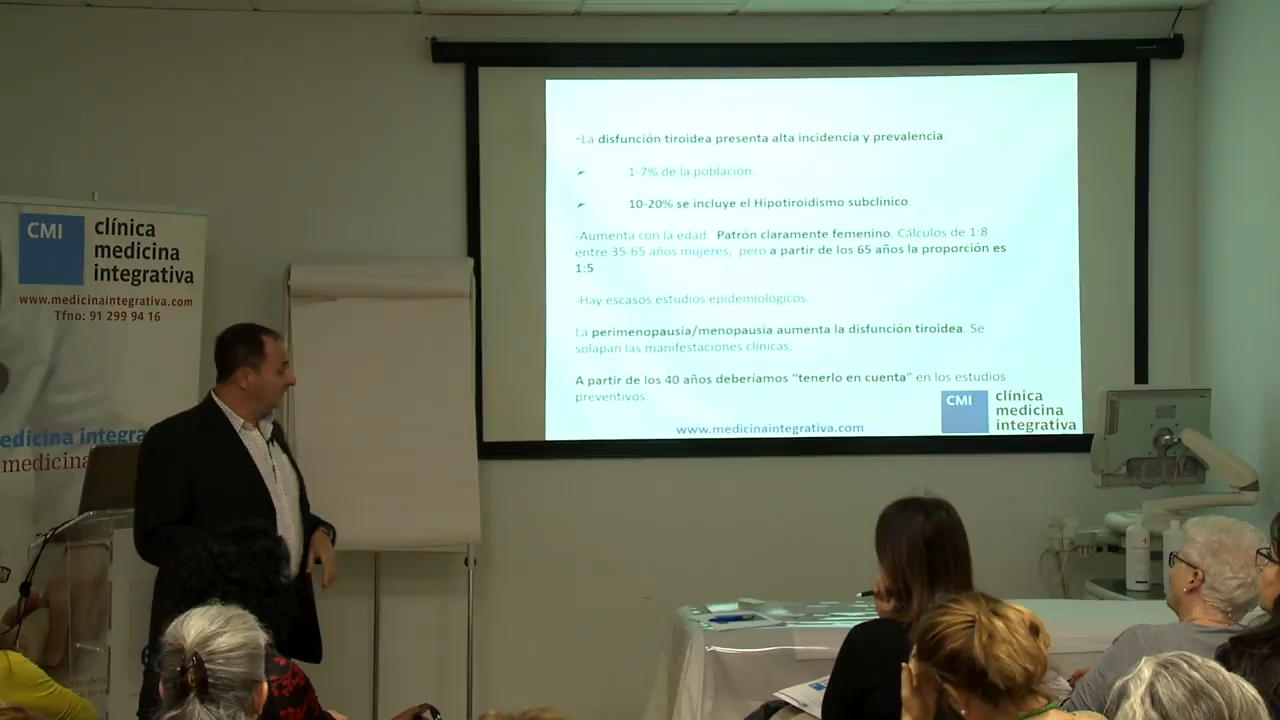 -La disfunción tiroidea presenta alta incidencia y prevalencia.
➢ 1-7% de la población.
➢ 10-20% se incluye el Hipotiroidismo subclínico
-Aumenta con la edad. Patrón claramente femenino. Cálculos de 1:8
entre 35-65 años mujeres, pero a partir de los 65 años la proporción es
1:5
-Hay escasos estudios epidemiológicos.
La perimenopausia/menopausia aumenta la disfunción tiroidea. Se
solapan las manifestaciones clínicas.
A partir de los 40 años deberíamos “tenerlo en cuenta” en los estudios
preventivos.
www.medicinaintegrativa.com
CMI
clínica
medicina
integrativa
CMI
clínica
medicina
integrativa
www.medicinaintegrativa.com
Tfno: 91 299 94 16
edicina integra
medicina